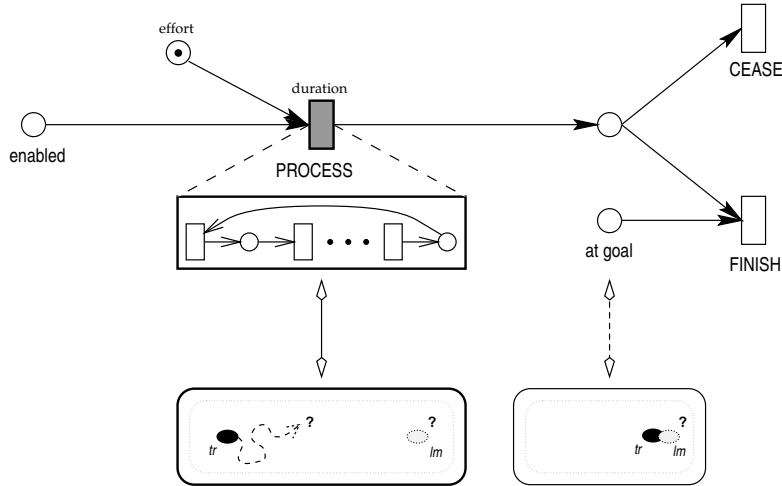 effort
CEASE
duration
enabled
PROCESS
at goal
FINISH
?
tr
?
lm
?
tr
lm